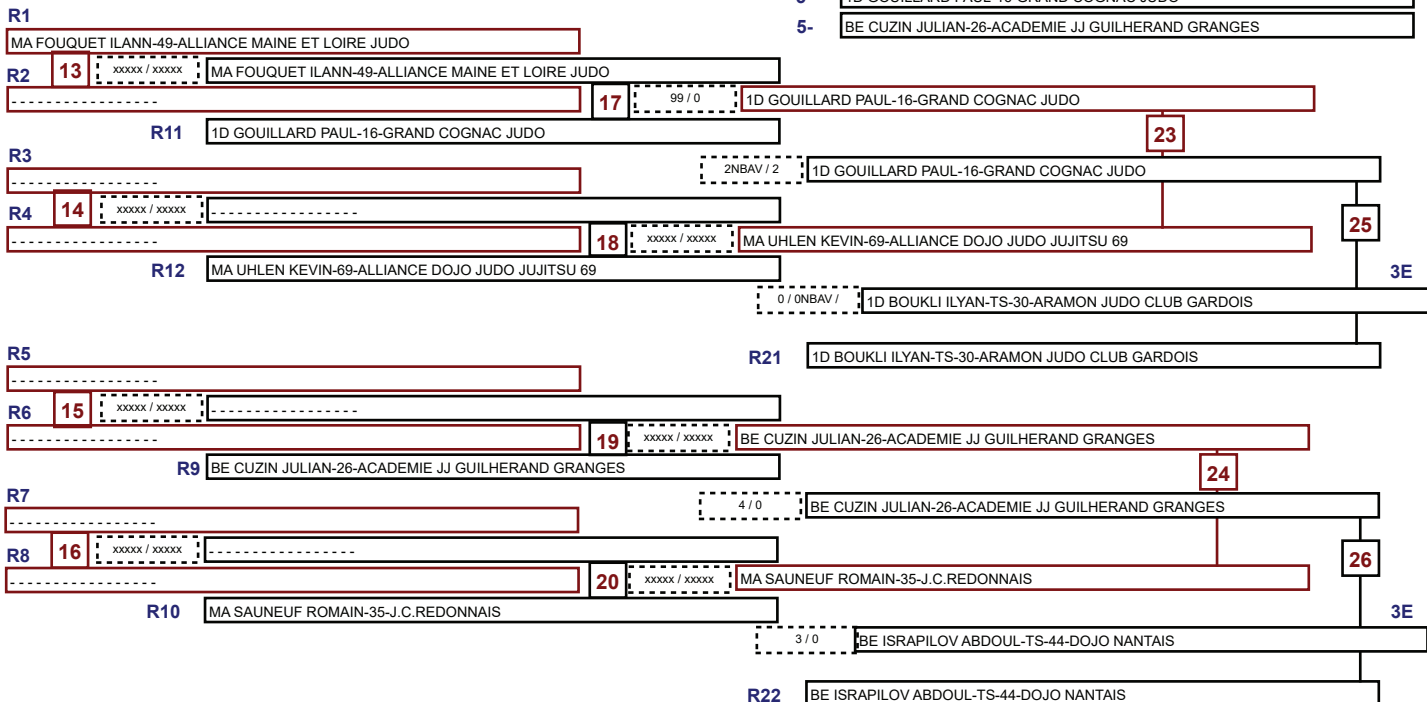 R1
5- BE CUZIN JULIAN-26-ACADEMIE JJ GUILHERAND GRANGES
MA FOUQUET ILANN-49-ALLIANCE MAINE ET LOIRE JUDO
R2 13 xxxxx / xxxxx MA FOUQUET ILANN-49-ALLIANCE MAINE ET LOIRE JUDO
- - - - - - - - - - - - - - - - 17 99 / 0 1D GOUILLARD PAUL-16-GRAND COGNAC JUDO
R11 1D GOUILLARD PAUL-16-GRAND COGNAC JUDO 23
R3
- - - - - - - - - - - - - - - - 2NBAV / 2 1D GOUILLARD PAUL-16-GRAND COGNAC JUDO
R4 14 xxxxx / xxxxx - - - - - - - - - - - - - - - - 25
- - - - - - - - - - - - - - - - 18 xxxxx / xxxxx MA UHLEN KEVIN-69-ALLIANCE DOJO JUDO JUJITSU 69
R12 MA UHLEN KEVIN-69-ALLIANCE DOJO JUDO JUJITSU 69 3E
0 / 0NBAV / 1D BOUKLI ILYAN-TS-30-ARAMON JUDO CLUB GARDOIS
R5 R21 1D BOUKLI ILYAN-TS-30-ARAMON JUDO CLUB GARDOIS
- - - - - - - - - - - - - - - -
R6 15 xxxxx / xxxxx - - - - - - - - - - - - - - - -
- - - - - - - - - - - - - - - - 19 xxxxx / xxxxx BE CUZIN JULIAN-26-ACADEMIE JJ GUILHERAND GRANGES
R9 BE CUZIN JULIAN-26-ACADEMIE JJ GUILHERAND GRANGES 24
R7
- - - - - - - - - - - - - - - - 4 / 0 BE CUZIN JULIAN-26-ACADEMIE JJ GUILHERAND GRANGES
R8 16 xxxxx / xxxxx - - - - - - - - - - - - - - - - 26
- - - - - - - - - - - - - - - - 20 xxxxx / xxxxx MA SAUNEUF ROMAIN-35-J.C.REDONNAIS
R10 MA SAUNEUF ROMAIN-35-J.C.REDONNAIS 3E
3 / 0 BE ISRAPILOV ABDOUL-TS-44-DOJO NANTAIS
R22 BE ISRAPILOV ABDOUL-TS-44-DOJO NANTAIS